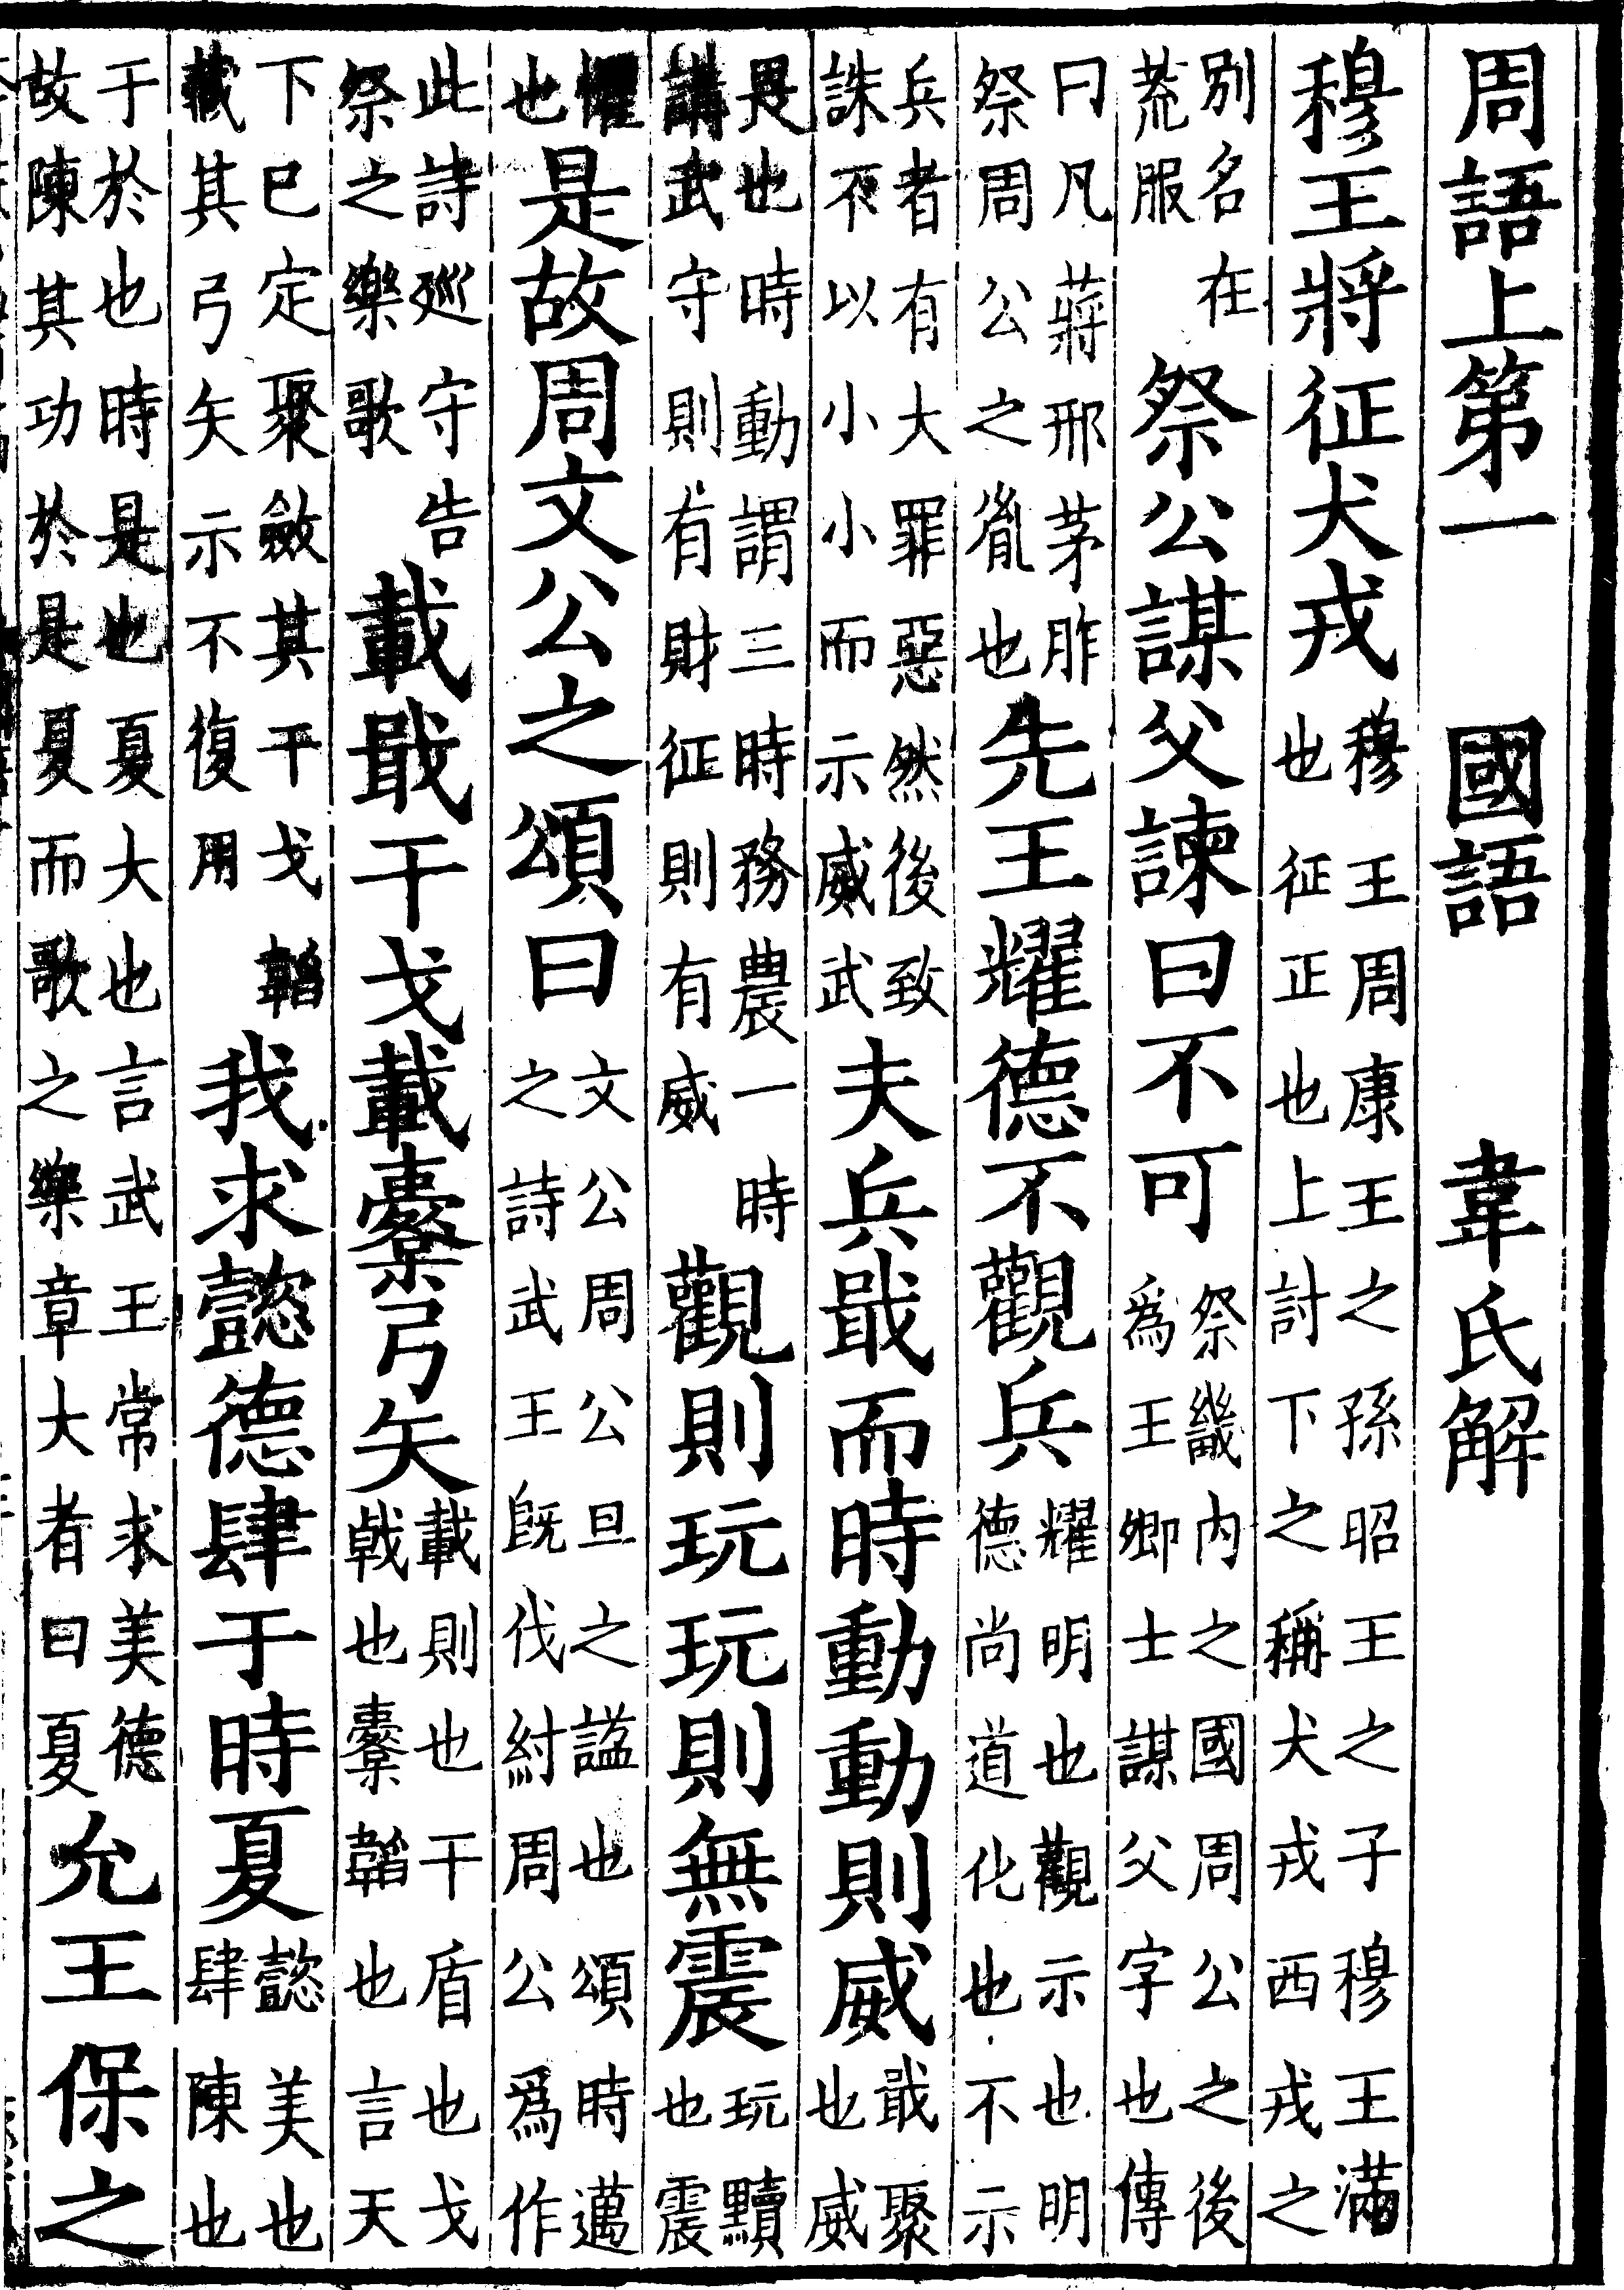 周語上第一 國語 韋氏解
穆王將征犬戎 穆王周康王之孫昭王之子穆王滿也征正也上討下之稱犬戎西戎之
別名在荒服 祭公謀父諫曰不可 祭畿内之國周公之後爲王卿士謀父字也傳
曰凡蔣邢茅胙祭周公之胤也 先王耀德不觀兵 耀明也觀示也明德尚道化也不示
兵者有大罪惡然後致誅不以小小而示威武 夫兵戢而時動動則威 戢聚也威
畏也時動謂三時務農一時講武守則有財征則有威 觀則玩玩則無震 玩黷也震
懼也 是故周文公之頌曰 文公周公旦之謚也頌時邁之詩武王既伐紂周公爲作
此詩巡守告祭之樂歌 載戢干戈載櫜弓矢 載則也干盾也戈戟也櫜韜也言天
下已定聚斂其干戈韜藏其弓矢示不復用 我求懿德肆于時夏 懿美也肆陳也
于於也時是也夏大也言武王常求美德故陳其功於是夏而歌之樂章大者曰夏 允王保之